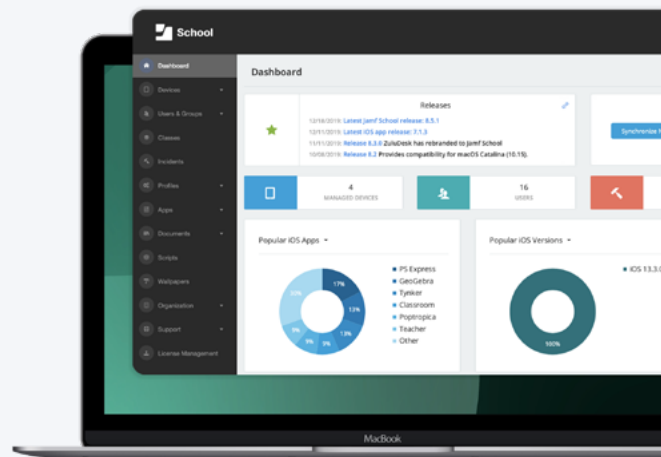 School
Dashboard
Devices
Users & Groups
Classes
Incidents
Profiles
Apps
Documents
Scripts
Wallpapers
Organization
Support
License Management
Dashboard
Releases
12/16/2019: Latest Jamf School release: 8.5.1
12/11/2019: Latest iOS app release: 7.1.3
11/11/2019: Release 8.3.0 ZuluDesk has rebranded to Jamf School
10/08/2019: Release 8.2 Provides compatibility for macOS Catalina (10.15).
Synchronize
4
MANAGED DEVICES
16
USERS
Popular iOS Apps
17%
13%
13%
9%
9%
9%
30%
PS Express
GeoGebra
Tynker
Classroom
Poptropica
Teacher
Other
Popular iOS Versions
100%
iOS 13.3.
MacBook